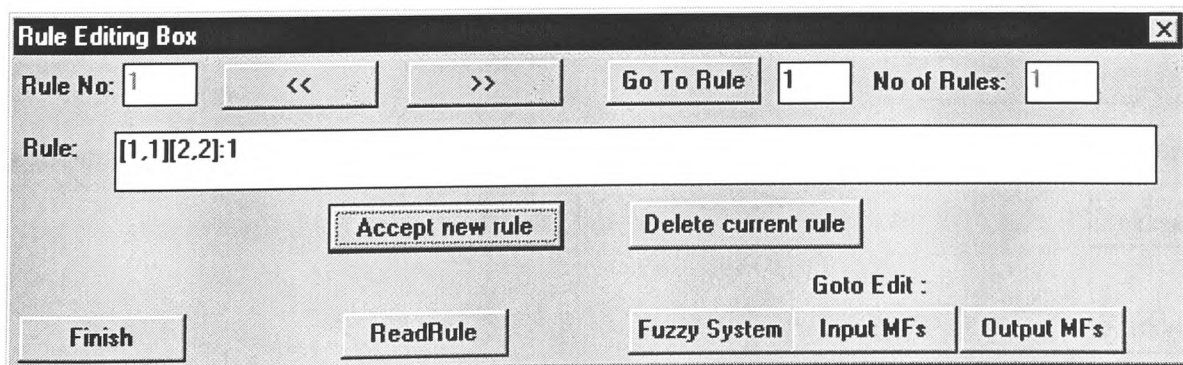 Rule Editing Box
Rule No: 1 << >> Go To Rule 1 No of Rules: 1
Rule: [1,1][2,2]:1
Accept new rule Delete current rule
Goto Edit :
Finish ReadRule Fuzzy System Input MFs Output MFs